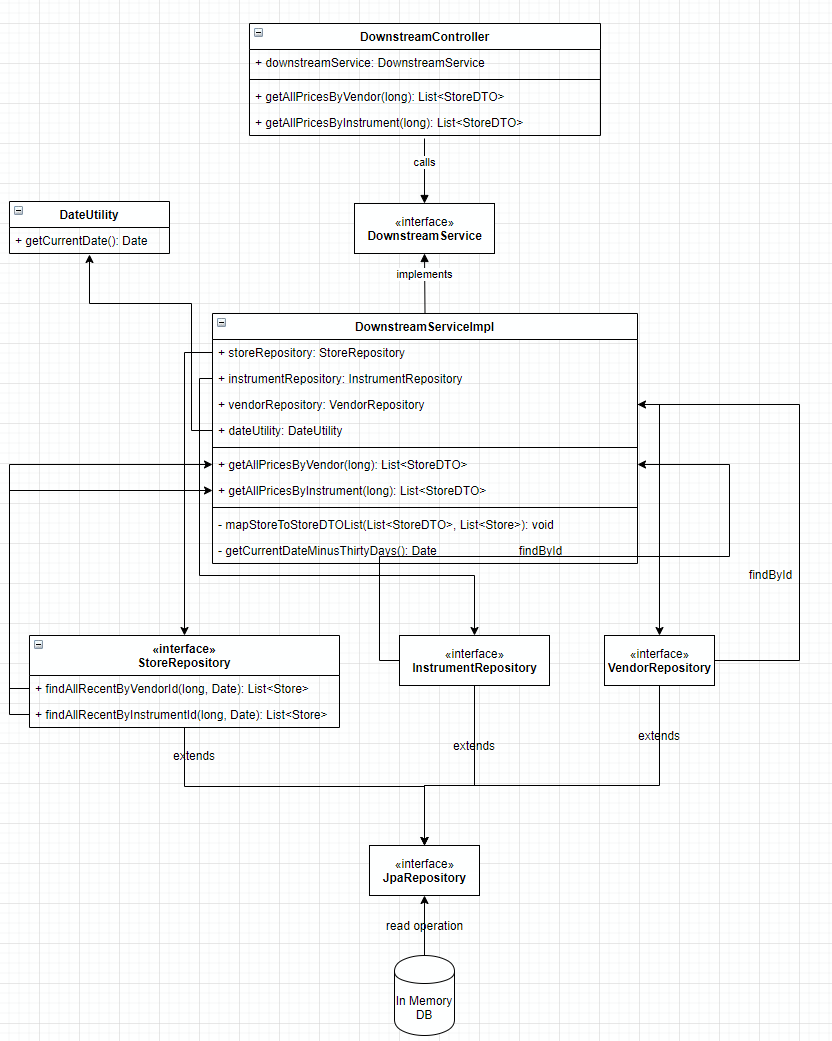 DownstreamController
+ downstreamService: DownstreamService
+ getAllPricesByVendor(long): List<StoreDTO>
+ getAllPricesByInstrument(long): List<StoreDTO>
calls
DateUtility
+ getCurrentDate(): Date
«interface»
DownstreamService
implements
DownstreamServiceImpl
+ storeRepository: StoreRepository
+ instrumentRepository: InstrumentRepository
+ vendorRepository: VendorRepository
+ dateUtility: DateUtility
+ getAllPricesByVendor(long): List<StoreDTO>
+ getAllPricesByInstrument(long): List<StoreDTO>
- mapStoreToStoreDTOList(List<StoreDTO>, List<Store>): void
- getCurrentDateMinusThirtyDays(): Date
findById
findById
«interface»
StoreRepository
+ findAllRecentByVendorId(long, Date): List<Store>
+ findAllRecentByInstrumentId(long, Date): List<Store>
«interface»
InstrumentRepository
«interface»
VendorRepository
extends
extends
extends
«interface»
JpaRepository
read operation
In Memory
DB